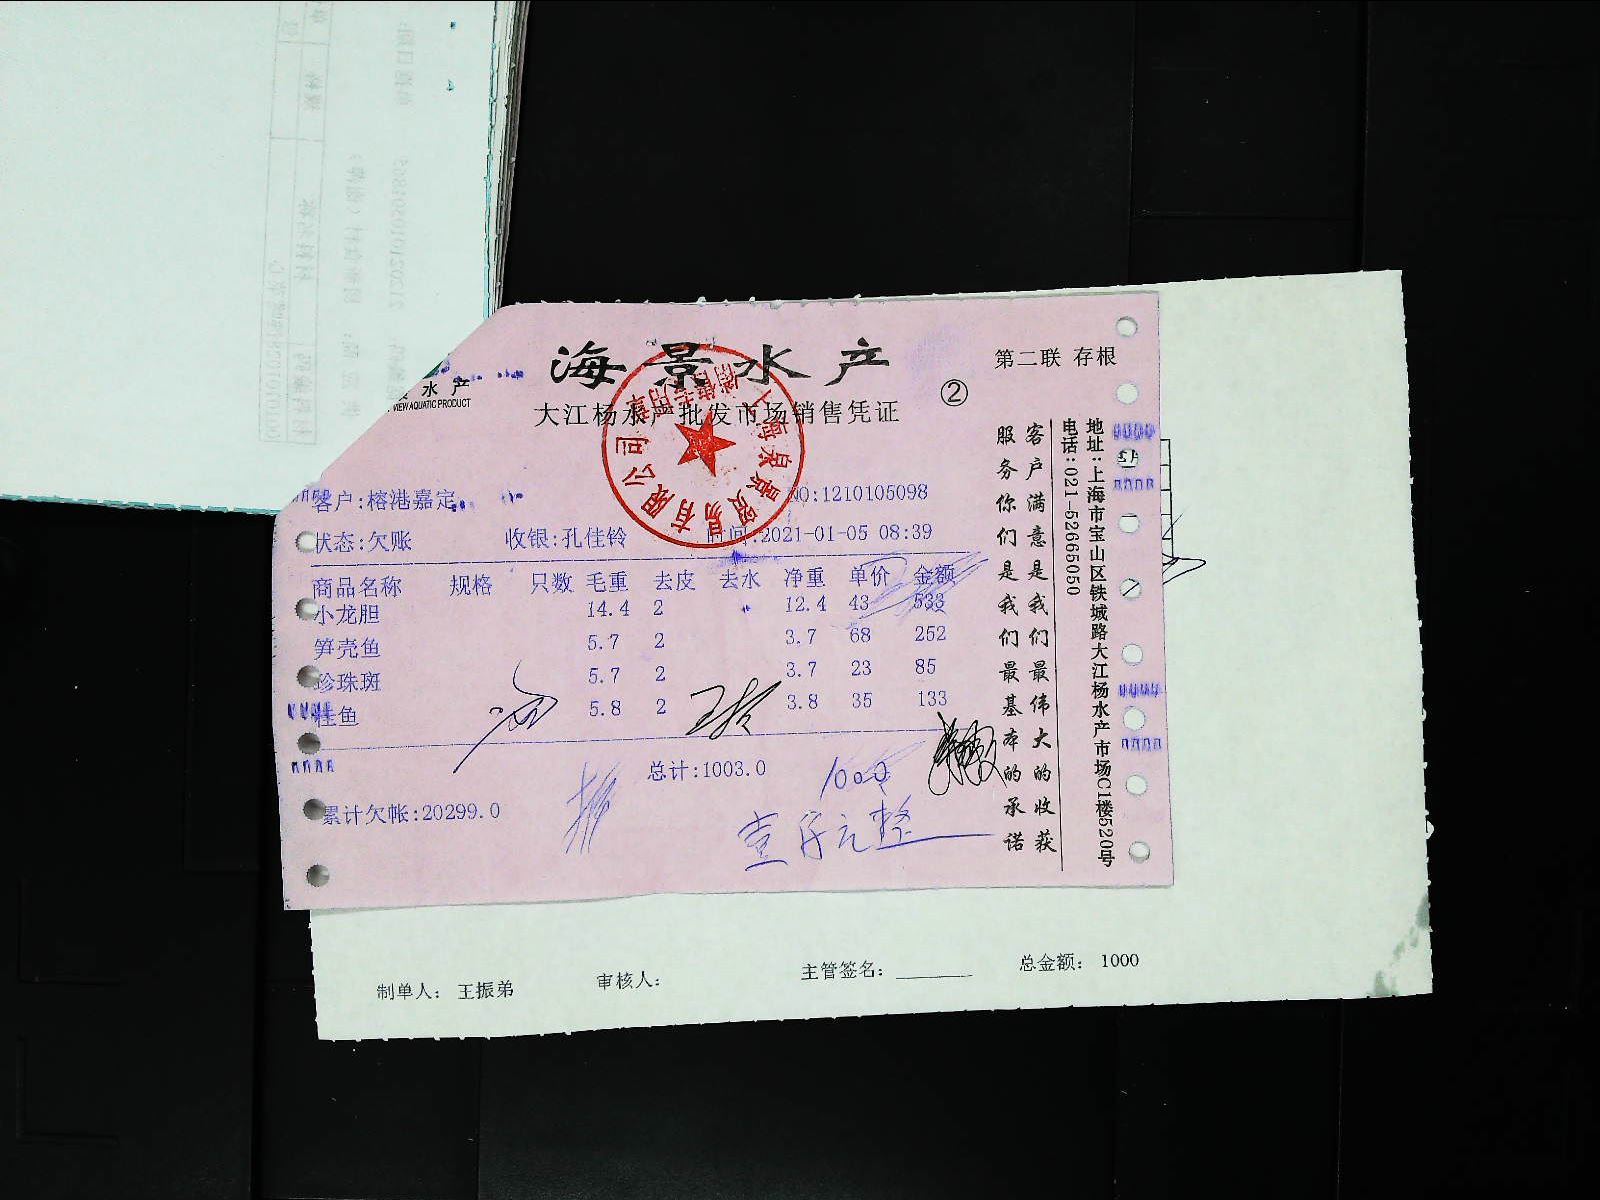 海景水产
第二联 存根
水产
VIEW AQUATIC PRODUCT
大江杨水产批发市场销售凭证
②
客户:榕港嘉定
NO:1210105098
状态:欠账 收银:孔佳铃 时间:2021-01-05 08:39
商品名称 规格 只数 毛重 去皮 去水 净重 单价 金额
小龙胆 14.4 2 12.4 43 533
笋壳鱼 5.7 2 3.7 68 252
珍珠斑 5.7 2 3.7 23 85
桂鱼 5.8 2 3.8 35 133
总计:1003.0
1000
累计欠帐:20299.0
壹仟元整
客户满意是我们最伟大的收获
服务你们是我们最基本的承诺
地址:上海市宝山区铁城路大江杨水产市场C1楼520号
电话:021-52665050
制单人: 王振弟 审核人: 主管签名: 总金额: 1000